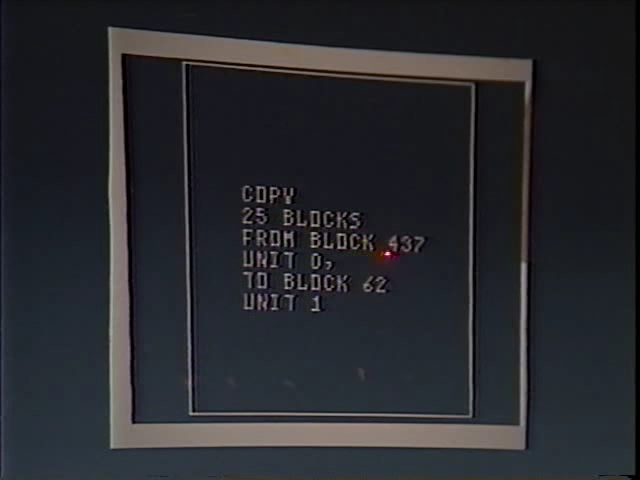 COPY
25 BLOCKS
FROM BLOCK 437
UNIT 0,
TO BLOCK 62
UNIT 1